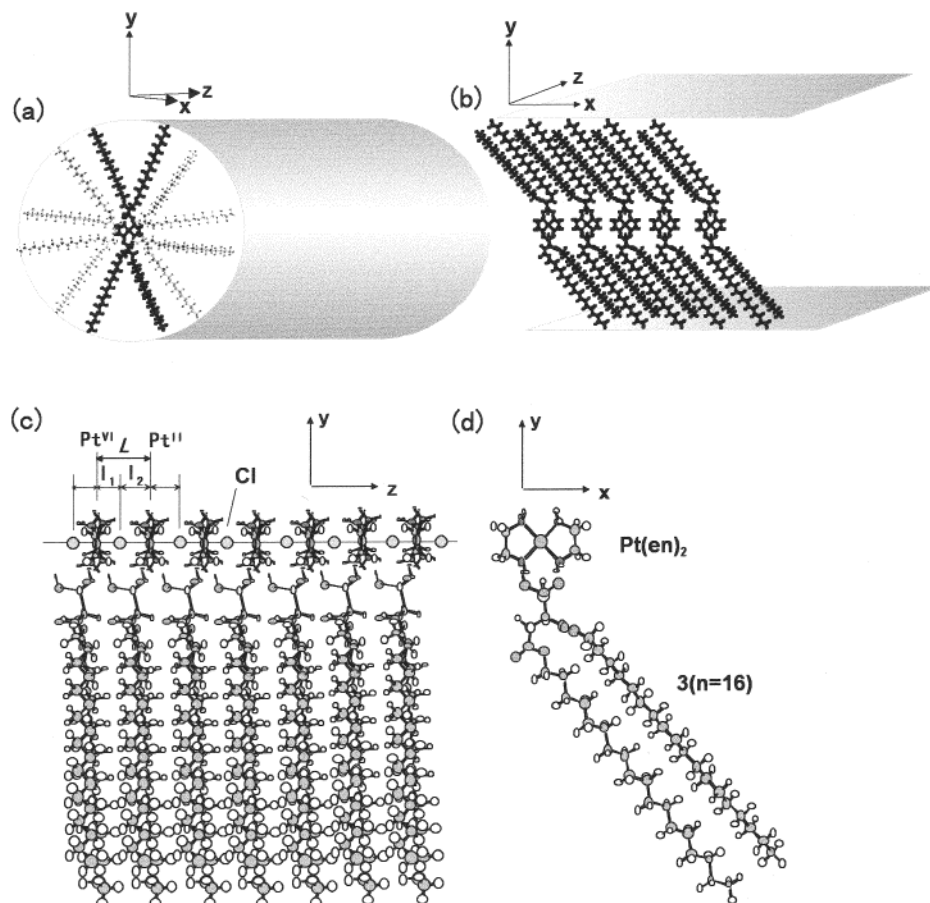 y
z
x
(a)
y
z
x
(b)
(c)
y
z
Pt^VI L Pt^II
l₁ l₂
Cl
(d)
y
x
Pt(en)₂
3(n=16)